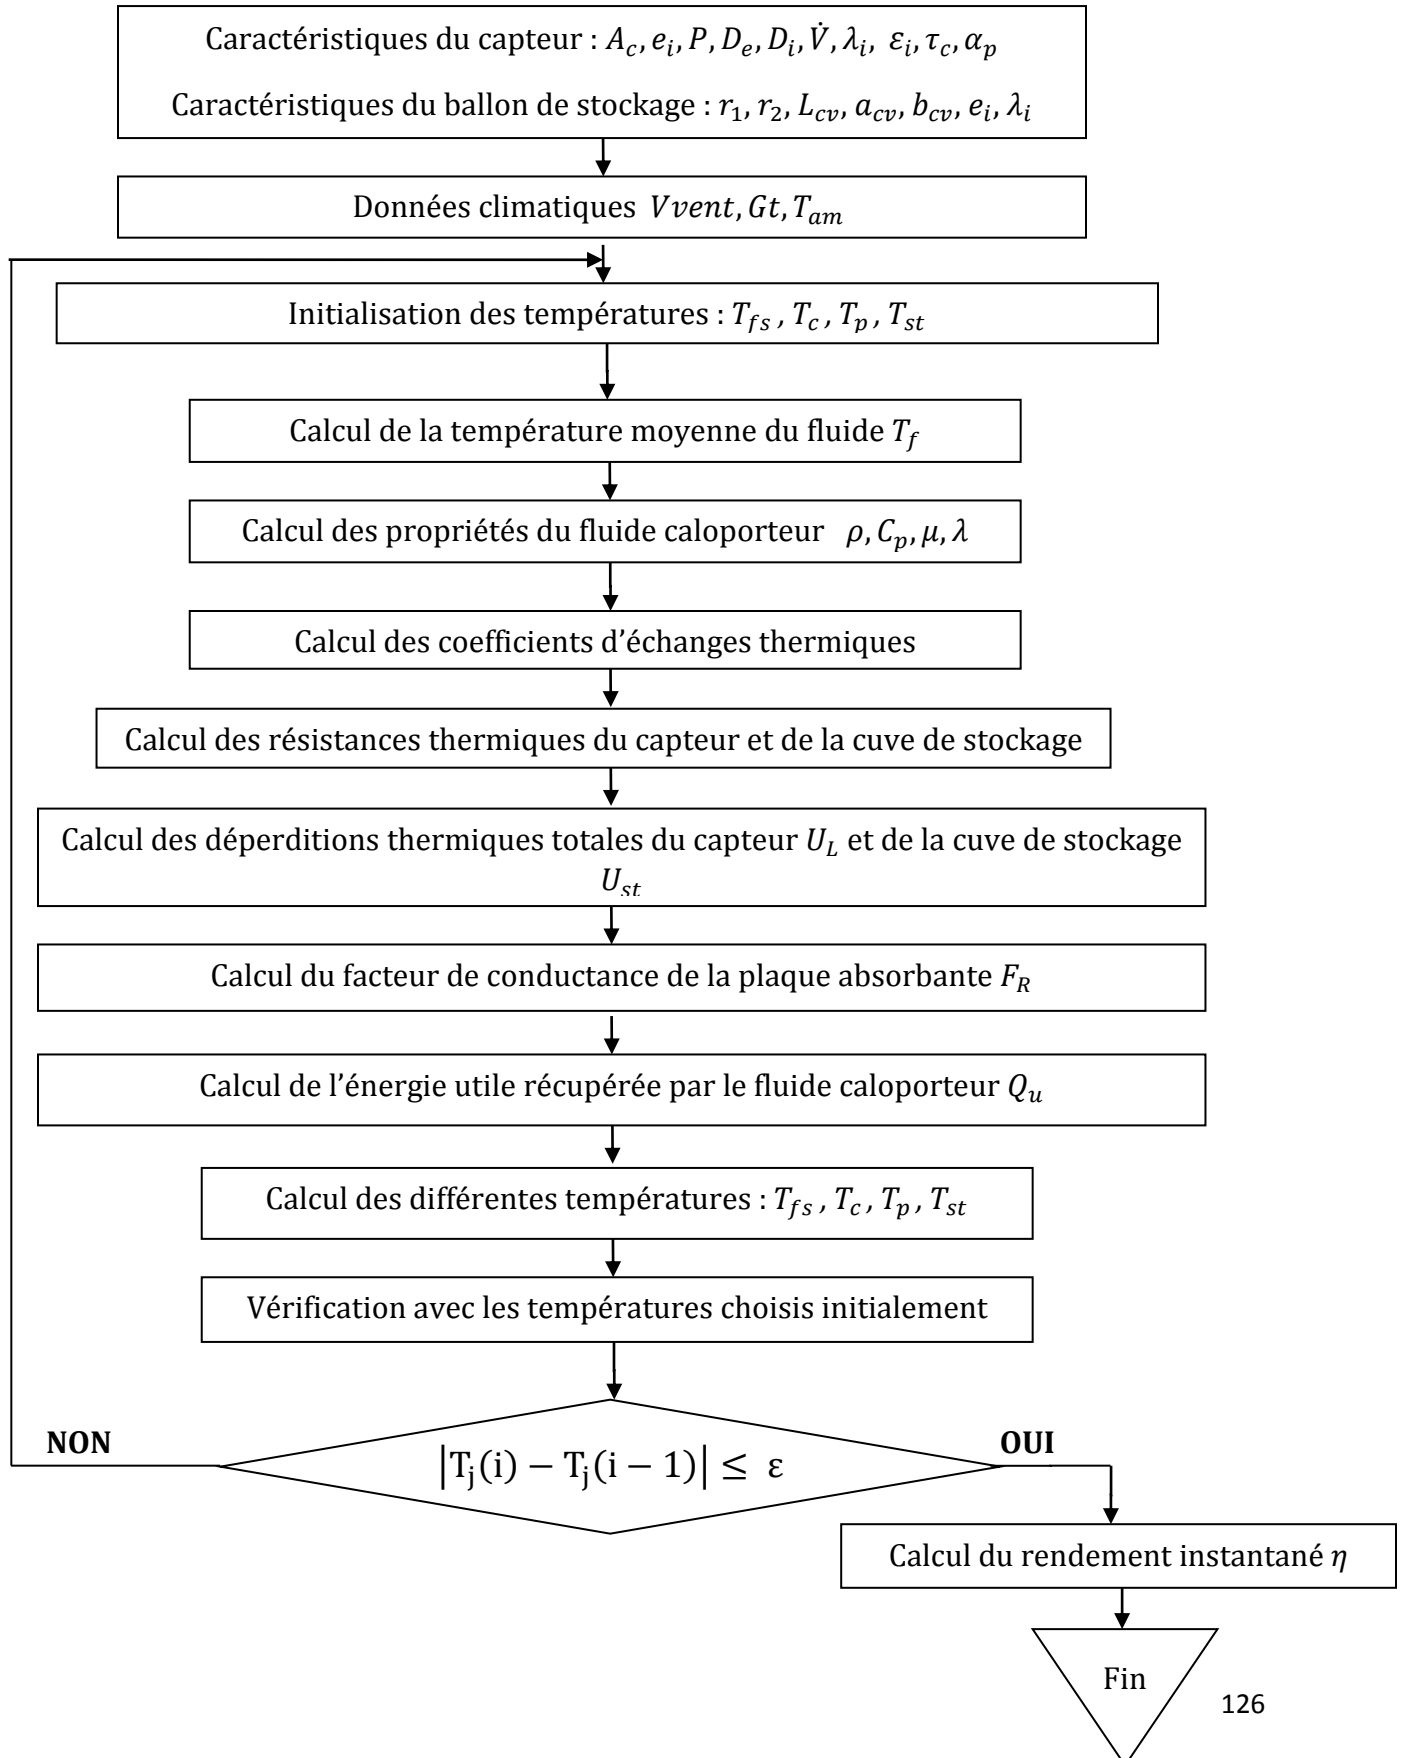 Caractéristiques du capteur : A_c, e_i, P, D_e, D_i, V̇, λ_i, ε_i, τ_c, α_p
Caractéristiques du ballon de stockage : r_1, r_2, L_cv, a_cv, b_cv, e_i, λ_i
Données climatiques Vvent, Gt, T_am
Initialisation des températures : T_fs , T_c , T_p , T_st
Calcul de la température moyenne du fluide T_f
Calcul des propriétés du fluide caloporteur ρ, C_p, μ, λ
Calcul des coefficients d’échanges thermiques
Calcul des résistances thermiques du capteur et de la cuve de stockage
Calcul des déperditions thermiques totales du capteur U_L et de la cuve de stockage
U_st
Calcul du facteur de conductance de la plaque absorbante F_R
Calcul de l’énergie utile récupérée par le fluide caloporteur Q_u
Calcul des différentes températures : T_fs , T_c , T_p , T_st
Vérification avec les températures choisis initialement
NON
|T_j(i) − T_j(i − 1)| ≤ ε
OUI
Calcul du rendement instantané η
Fin
126